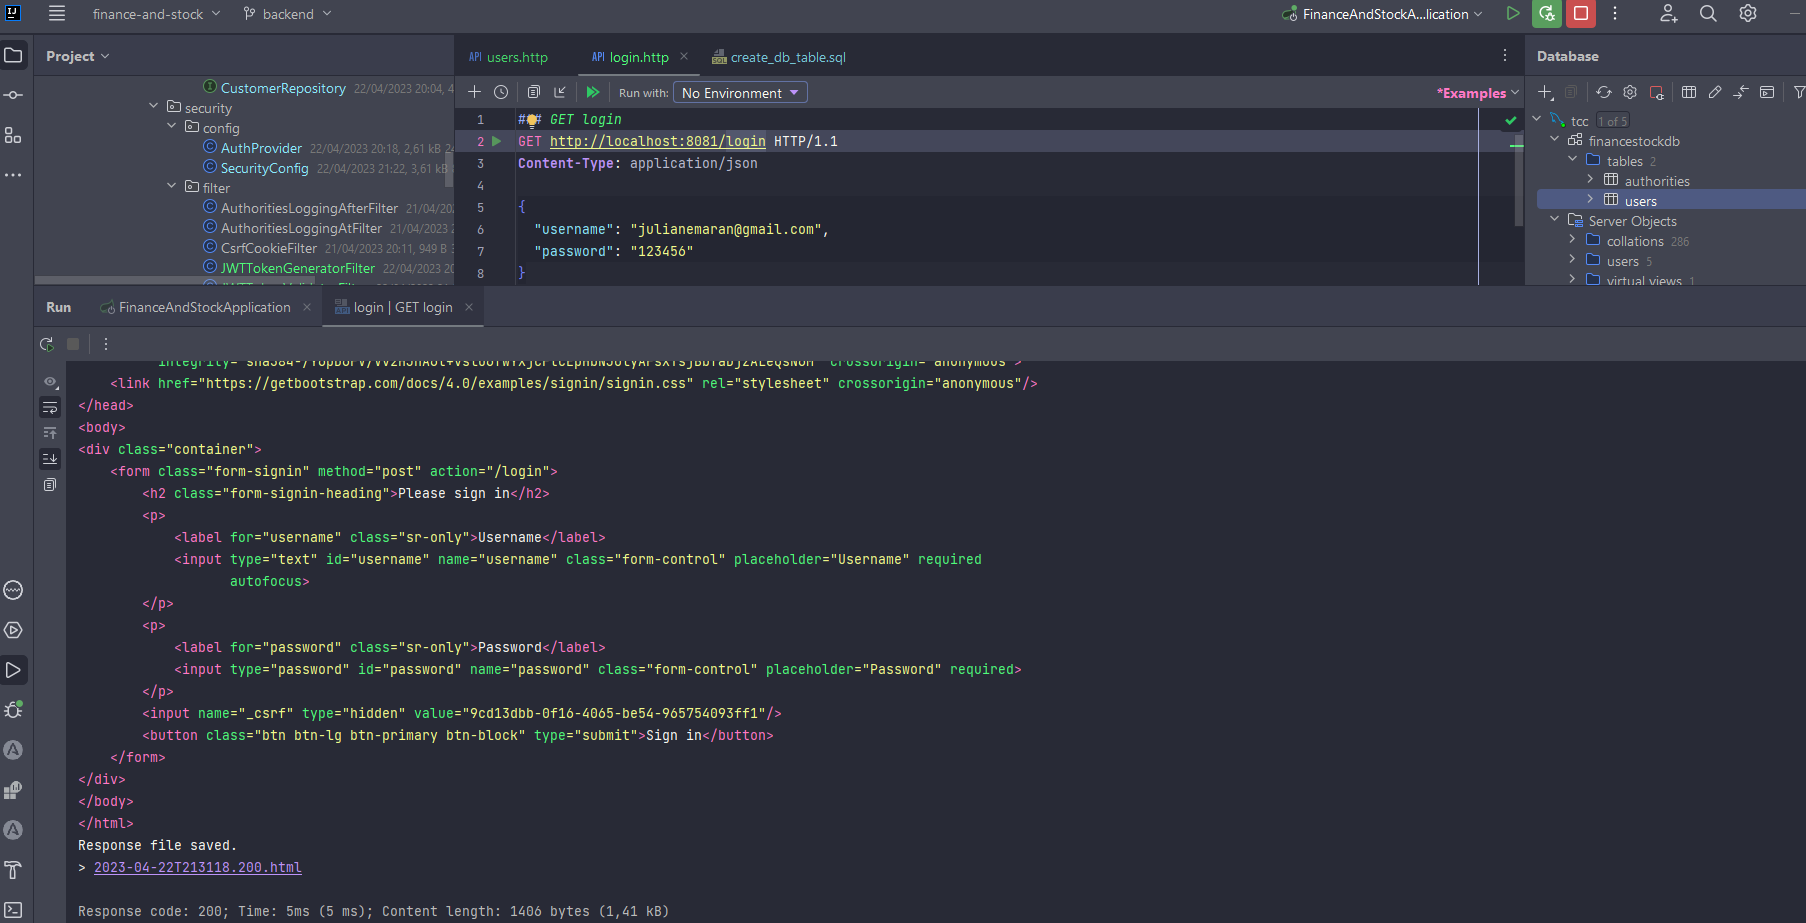 IJ finance-and-stock backend FinanceAndStockA...lication
Project
CustomerRepository 22/04/2023 20:04, 4
security
config
AuthProvider 22/04/2023 20:18, 2,61 kB 24
SecurityConfig 22/04/2023 21:22, 3,61 kB
filter
AuthoritiesLoggingAfterFilter 21/04/202
AuthoritiesLoggingAtFilter 21/04/2023 2
CsrfCookieFilter 21/04/2023 20:11, 949 B 3
JWTTokenGeneratorFilter 22/04/2023 20
API users.http API login.http SQL create_db_table.sql
Run with: No Environment *Examples
1 ### GET login
2 GET http://localhost:8081/login HTTP/1.1
3 Content-Type: application/json
4
5 {
6 "username": "julianemaran@gmail.com",
7 "password": "123456"
8 }
Database
tcc 1 of 5
financestockdb
tables 2
authorities
users
Server Objects
collations 286
users 5
virtual views 1
Run FinanceAndStockApplication API login | GET login
<link href="https://getbootstrap.com/docs/4.0/examples/signin/signin.css" rel="stylesheet" crossorigin="anonymous"/>
</head>
<body>
<div class="container">
<form class="form-signin" method="post" action="/login">
<h2 class="form-signin-heading">Please sign in</h2>
<p>
<label for="username" class="sr-only">Username</label>
<input type="text" id="username" name="username" class="form-control" placeholder="Username" required
autofocus>
</p>
<p>
<label for="password" class="sr-only">Password</label>
<input type="password" id="password" name="password" class="form-control" placeholder="Password" required>
</p>
<input name="_csrf" type="hidden" value="9cd13dbb-0f16-4065-be54-965754093ff1"/>
<button class="btn btn-lg btn-primary btn-block" type="submit">Sign in</button>
</form>
</div>
</body>
</html>
Response file saved.
> 2023-04-22T213118.200.html
Response code: 200; Time: 5ms (5 ms); Content length: 1406 bytes (1,41 kB)